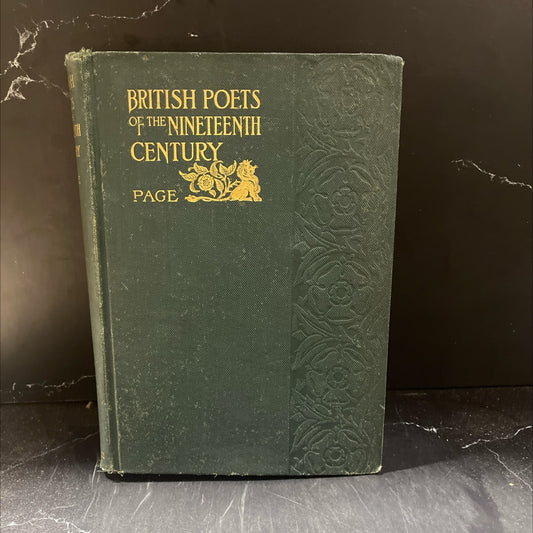 BRITISH POETS
OF THE NINETEENTH
CENTURY
PAGE